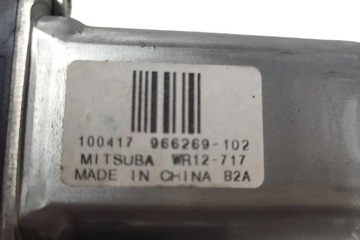 100417 966269-102
MITSUBA WR12-717
MADE IN CHINA B2A